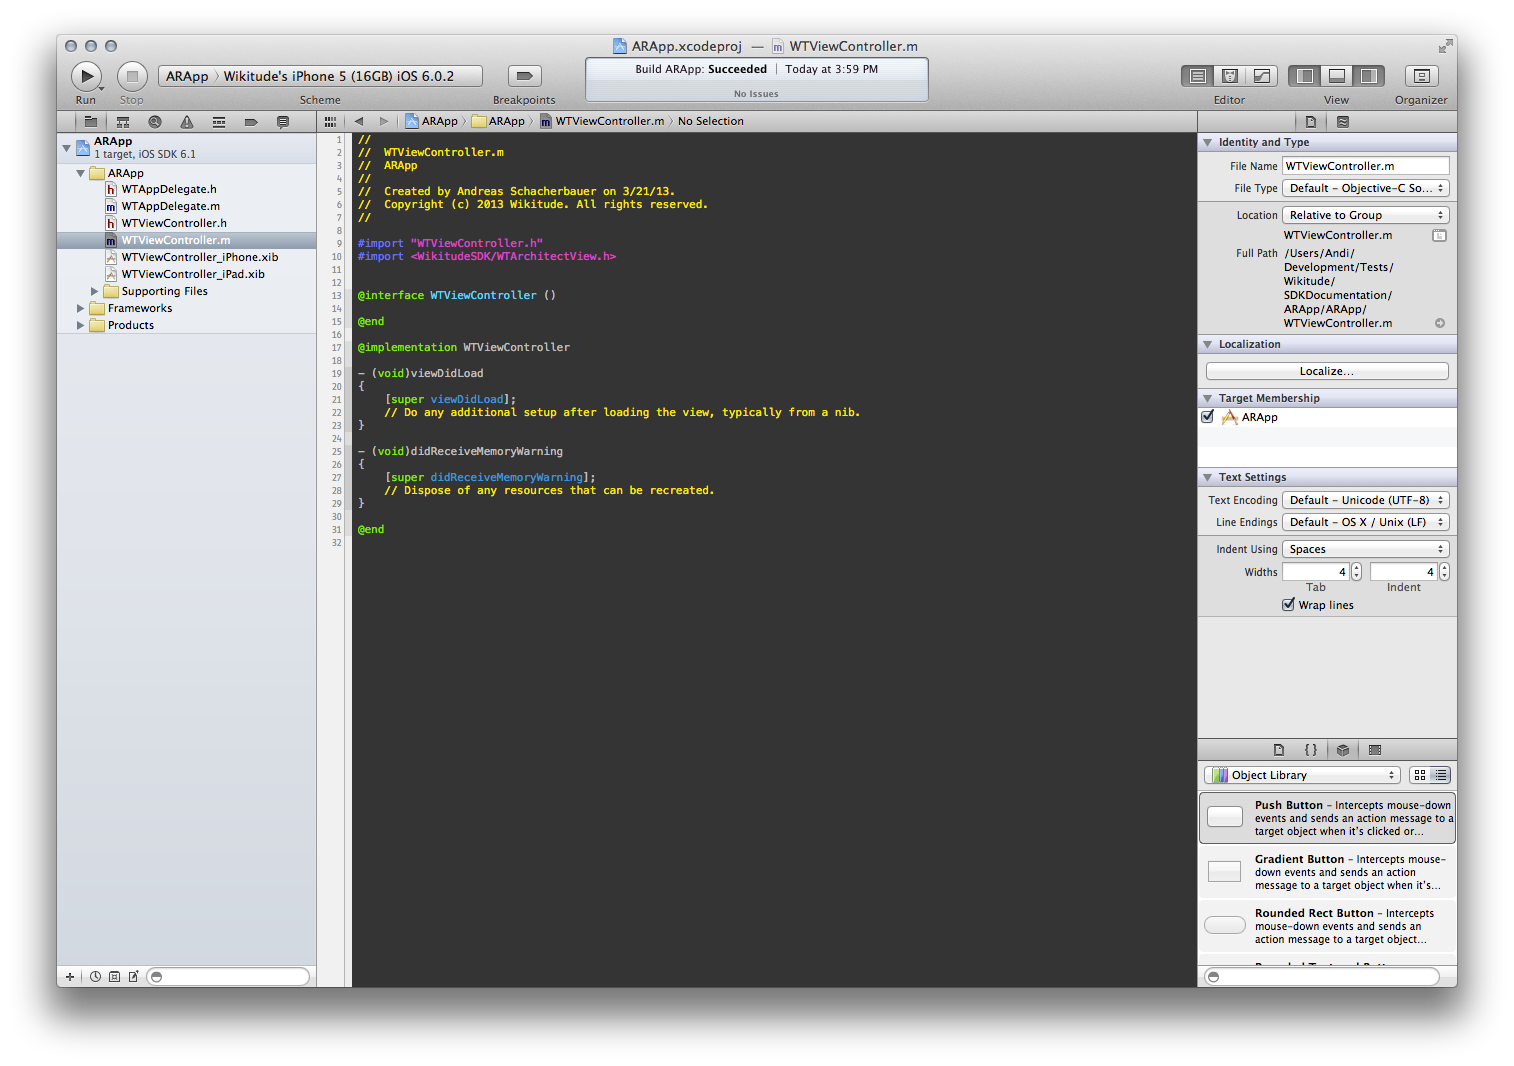 ARApp.xcodeproj — WTViewController.m
Run
Stop
ARApp 〉 Wikitude's iPhone 5 (16GB) iOS 6.0.2
Scheme
Breakpoints
Build ARApp: Succeeded | Today at 3:59 PM
No Issues
Editor
View
Organizer
ARApp 〉 ARApp 〉 WTViewController.m 〉 No Selection
ARApp
1 target, iOS SDK 6.1
ARApp
WTAppDelegate.h
WTAppDelegate.m
WTViewController.h
WTViewController.m
WTViewController_iPhone.xib
WTViewController_iPad.xib
Supporting Files
Frameworks
Products
1 //
2 //  WTViewController.m
3 //  ARApp
4 //
5 //  Created by Andreas Schacherbauer on 3/21/13.
6 //  Copyright (c) 2013 Wikitude. All rights reserved.
7 //
8
9 #import "WTViewController.h"
10 #import <WikitudeSDK/WTArchitectView.h>
11
12
13 @interface WTViewController ()
14
15 @end
16
17 @implementation WTViewController
18
19 - (void)viewDidLoad
20 {
21     [super viewDidLoad];
22     // Do any additional setup after loading the view, typically from a nib.
23 }
24
25 - (void)didReceiveMemoryWarning
26 {
27     [super didReceiveMemoryWarning];
28     // Dispose of any resources that can be recreated.
29 }
30
31 @end
32
Identity and Type
File Name WTViewController.m
File Type Default - Objective-C So...
Location Relative to Group
WTViewController.m
Full Path /Users/Andi/
Development/Tests/
Wikitude/
SDKDocumentation/
ARApp/ARApp/
WTViewController.m
Localization
Localize...
Target Membership
ARApp
Text Settings
Text Encoding Default - Unicode (UTF-8)
Line Endings Default - OS X / Unix (LF)
Indent Using Spaces
Widths 4 4
Tab Indent
Wrap lines
{ }
Object Library
Push Button - Intercepts mouse-down
events and sends an action message to a
target object when it's clicked or...
Gradient Button - Intercepts mouse-
down events and sends an action
message to a target object when it's...
Rounded Rect Button - Intercepts
mouse-down events and sends an
action message to a target object...